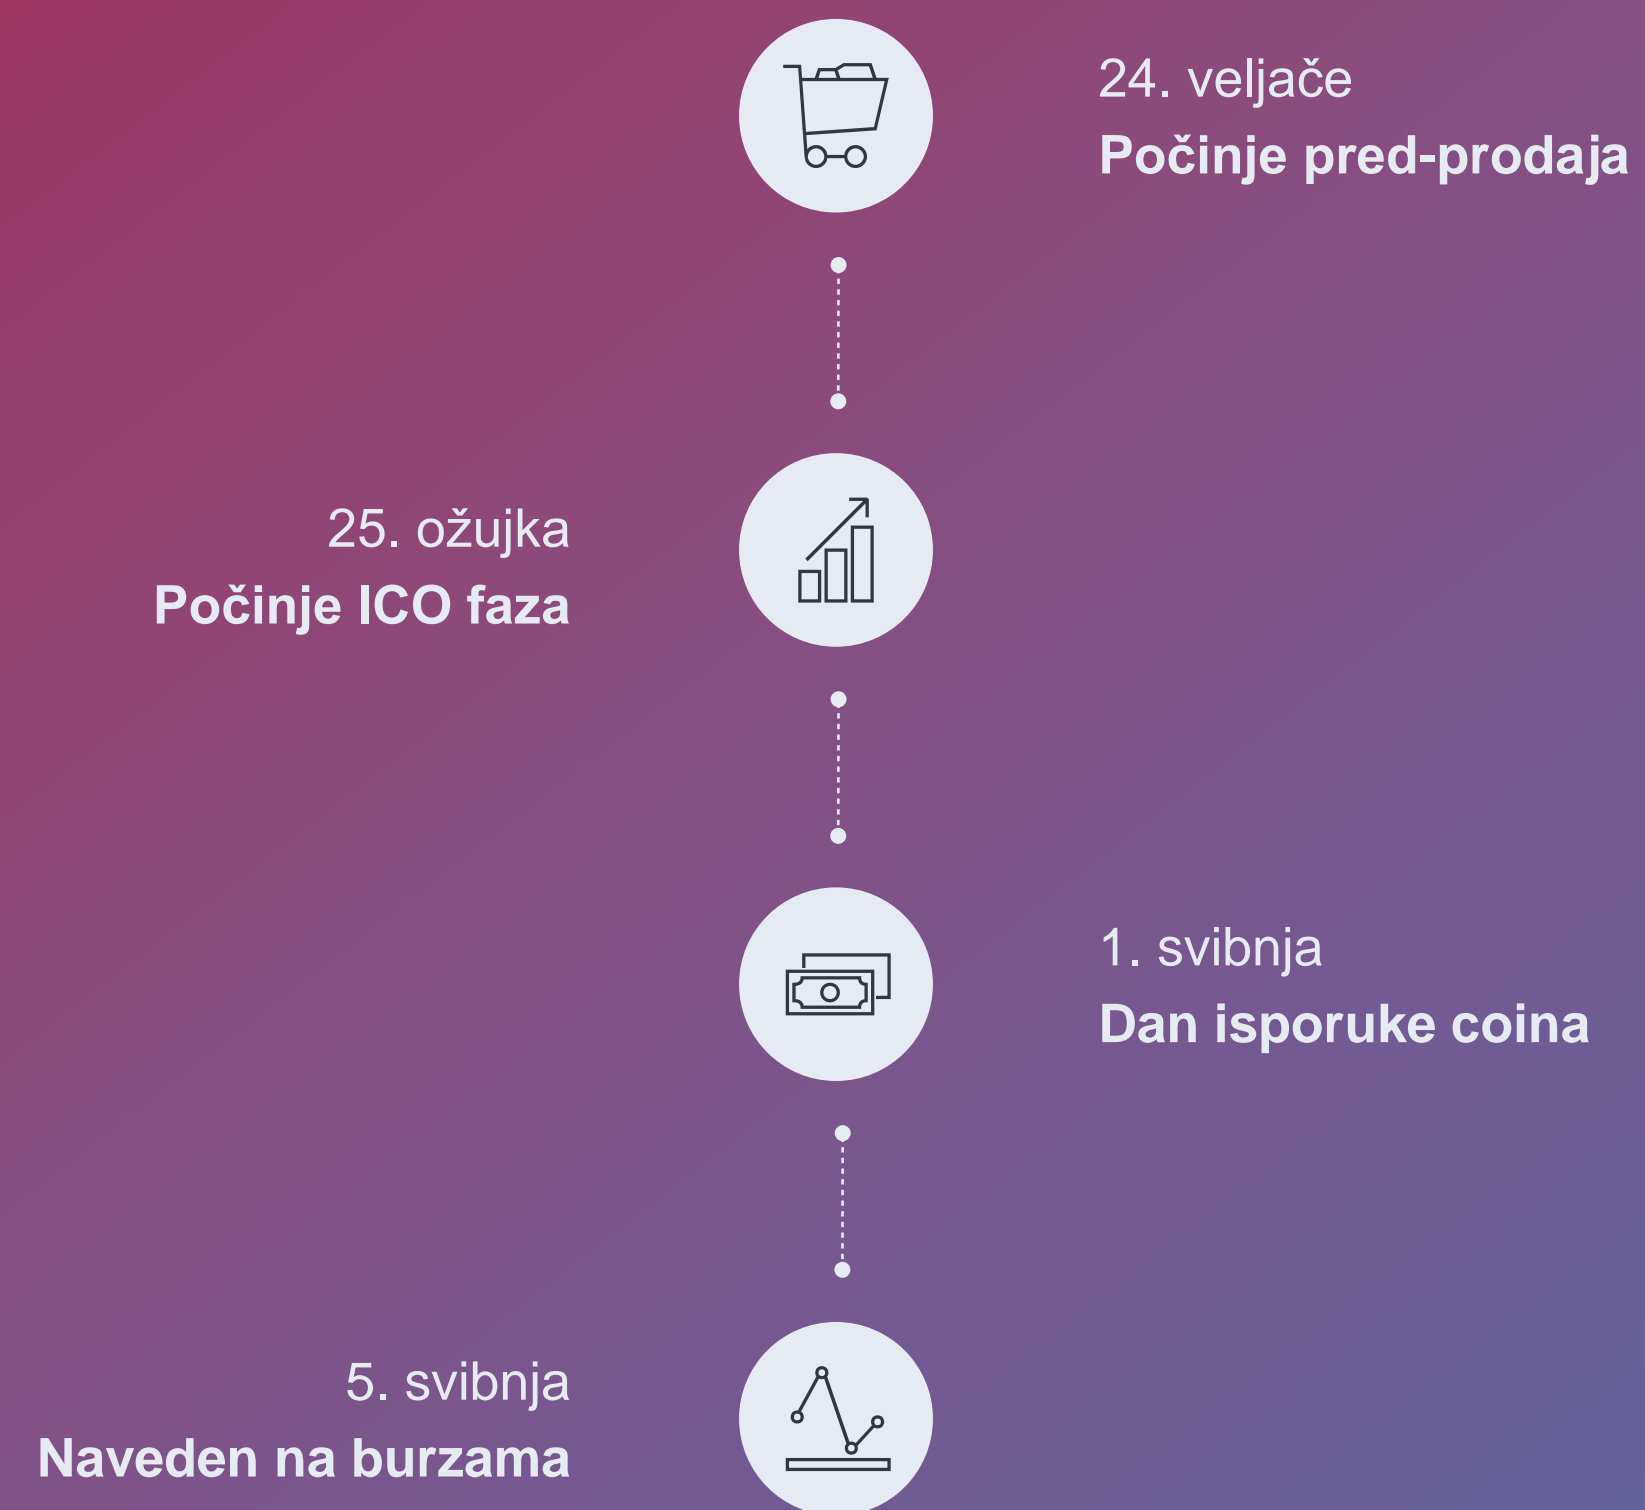 24. veljače
Počinje pred-prodaja
25. ožujka
Počinje ICO faza
1. svibnja
Dan isporuke coina
5. svibnja
Naveden na burzama